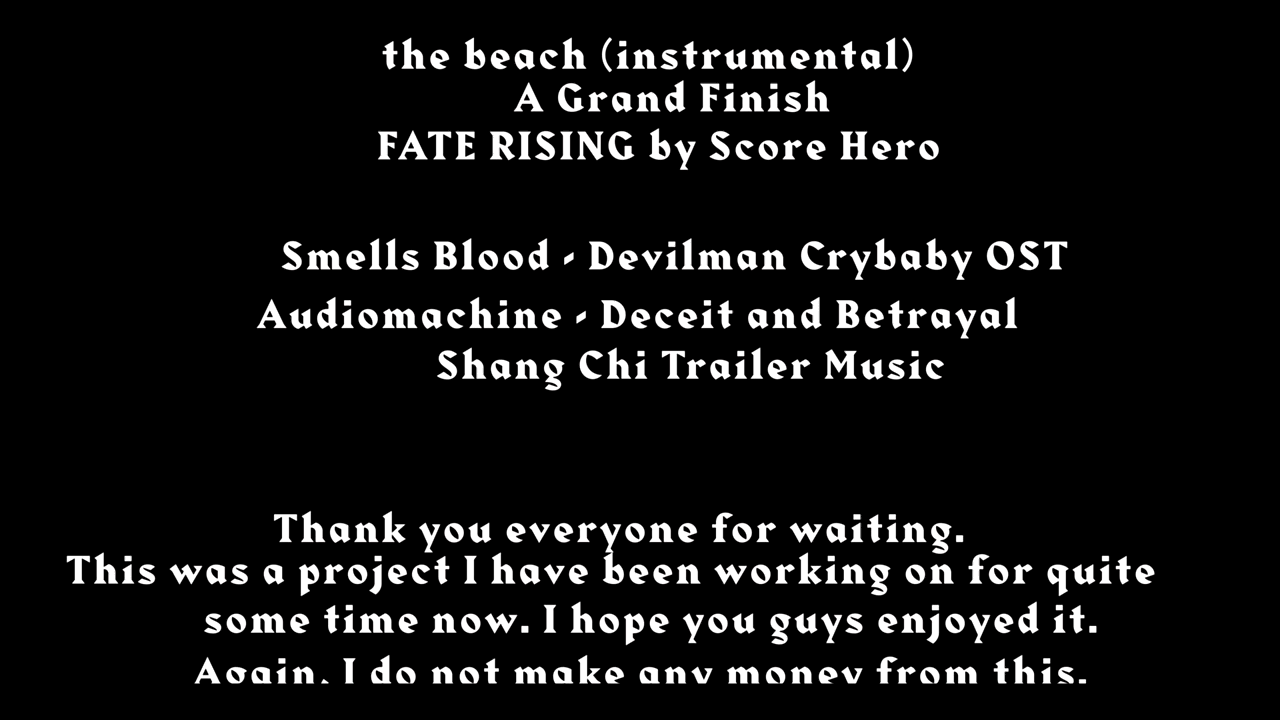 the beach (instrumental)
A Grand Finish
FATE RISING by Score Hero
Smells Blood - Devilman Crybaby OST
Audiomachine - Deceit and Betrayal
Shang Chi Trailer Music
Thank you everyone for waiting.
This was a project I have been working on for quite
some time now. I hope you guys enjoyed it.
Again, I do not make any money from this.